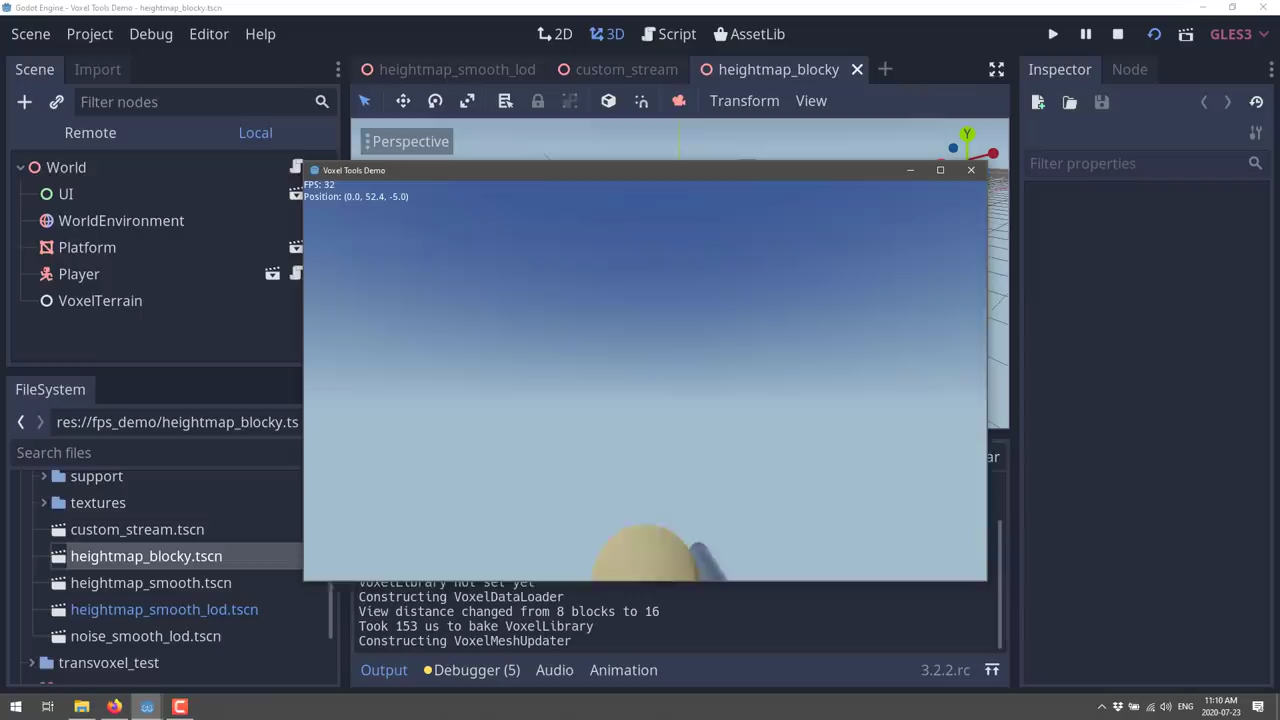 Godot Engine - Voxel Tools Demo - heightmap_blocky.tscn
Scene Project Debug Editor Help
2D 3D Script AssetLib
GLES3
Scene Import
heightmap_smooth_lod custom_stream heightmap_blocky
Inspector Node
Filter nodes
Transform View
Remote Local
Perspective
Y
Filter properties
World
UI
WorldEnvironment
Platform
Player
VoxelTerrain
Voxel Tools Demo
FPS: 32
Position: (0.0, 52.4, -5.0)
FileSystem
res://fps_demo/heightmap_blocky.ts
Search files
support
textures
custom_stream.tscn
heightmap_blocky.tscn
heightmap_smooth.tscn
heightmap_smooth_lod.tscn
noise_smooth_lod.tscn
transvoxel_test
ar
VoxelLibrary not set yet
Constructing VoxelDataLoader
View distance changed from 8 blocks to 16
Took 153 us to bake VoxelLibrary
Constructing VoxelMeshUpdater
Output Debugger (5) Audio Animation 3.2.2.rc
ENG
11:10 AM
2020-07-23